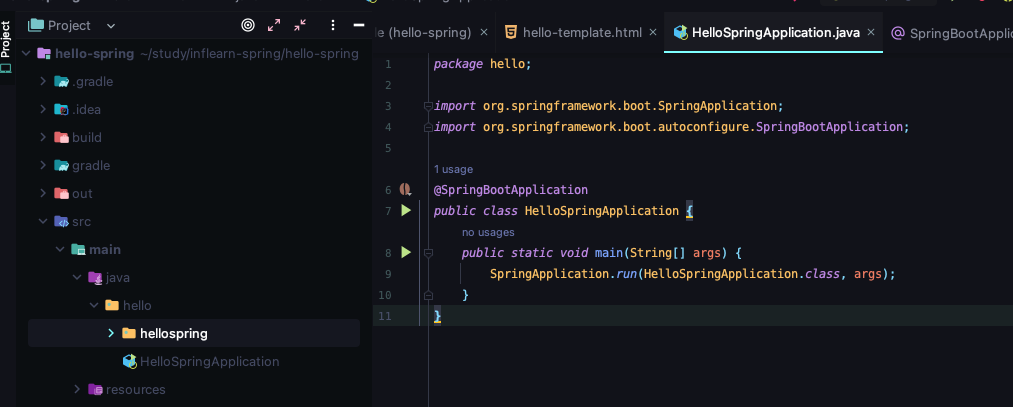 Project
Project
hello-spring ~/study/inflearn-spring/hello-spring
.gradle
.idea
build
gradle
out
src
main
java
hello
hellospring
HelloSpringApplication
resources
le (hello-spring)
hello-template.html
HelloSpringApplication.java
@ SpringBootApplic
1 package hello;
2
3 import org.springframework.boot.SpringApplication;
4 import org.springframework.boot.autoconfigure.SpringBootApplication;
5
1 usage
6 @SpringBootApplication
7 public class HelloSpringApplication {
no usages
8 public static void main(String[] args) {
9 SpringApplication.run(HelloSpringApplication.class, args);
10 }
11 }